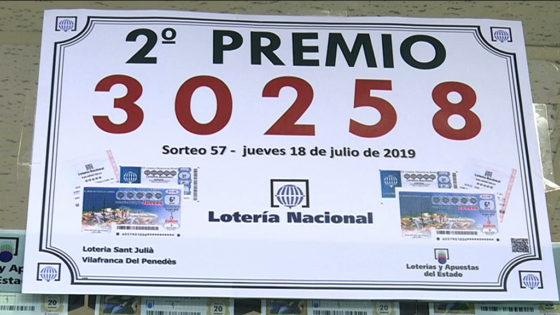 2º PREMIO
30258
Sorteo 57 - jueves 18 de julio de 2019
Lotería Nacional
Loteria Sant Julià
Vilafranca Del Penedès
Loterías y Apuestas
del Estado